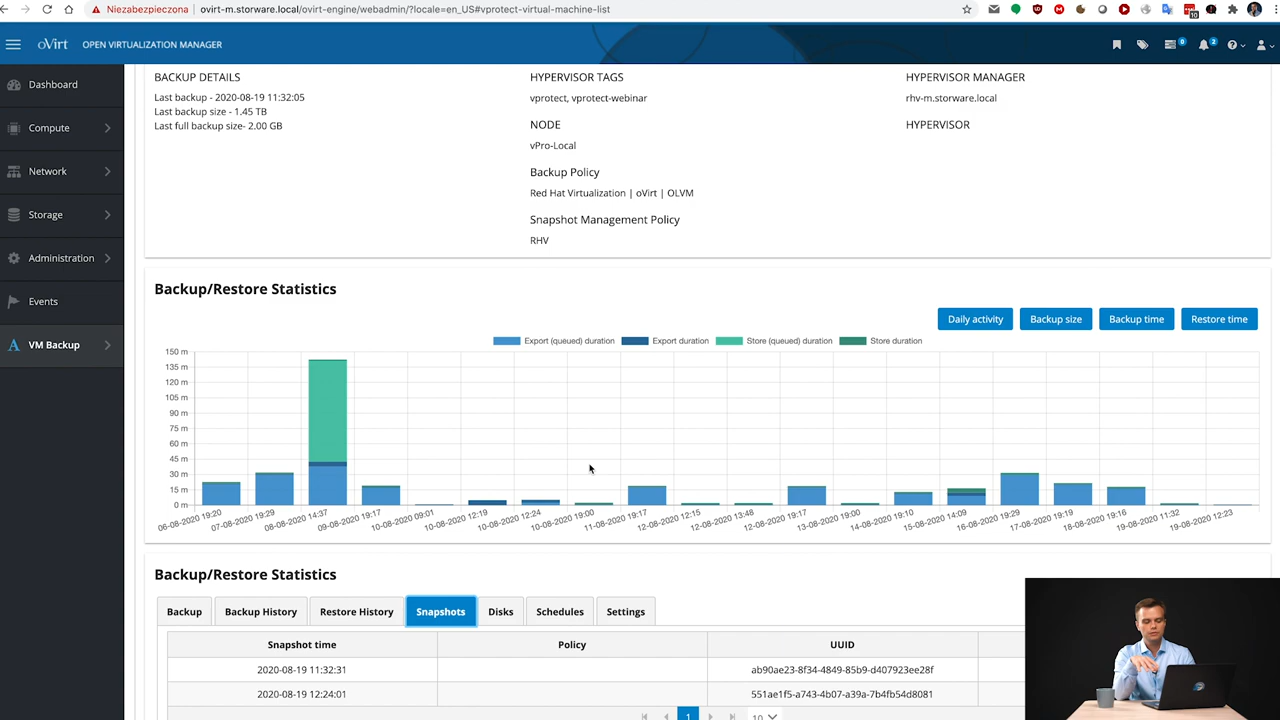 Niezabezpieczona ovirt-m.storware.local/ovirt-engine/webadmin/?locale=en_US#vprotect-virtual-machine-list
10
oVirt OPEN VIRTUALIZATION MANAGER
0
2
Dashboard
Compute
Network
Storage
Administration
Events
VM Backup
BACKUP DETAILS
Last backup - 2020-08-19 11:32:05
Last backup size - 1.45 TB
Last full backup size- 2.00 GB
HYPERVISOR TAGS
vprotect, vprotect-webinar
NODE
vPro-Local
Backup Policy
Red Hat Virtualization | oVirt | OLVM
Snapshot Management Policy
RHV
HYPERVISOR MANAGER
rhv-m.storware.local
HYPERVISOR
Backup/Restore Statistics
Daily activity Backup size Backup time Restore time
Export (queued) duration Export duration Store (queued) duration Store duration
150 m
135 m
120 m
105 m
90 m
75 m
60 m
45 m
30 m
15 m
0 m
06-08-2020 19:20 07-08-2020 19:29 08-08-2020 14:37 09-08-2020 19:17 10-08-2020 09:01 10-08-2020 12:19 10-08-2020 12:24 10-08-2020 19:00 11-08-2020 19:17 12-08-2020 12:15 12-08-2020 13:48 12-08-2020 19:17 13-08-2020 19:00 14-08-2020 19:10 15-08-2020 14:09 16-08-2020 19:29 17-08-2020 19:19 18-08-2020 19:16 19-08-2020 11:32 19-08-2020 12:23
Backup/Restore Statistics
Backup Backup History Restore History Snapshots Disks Schedules Settings
Snapshot time Policy UUID
2020-08-19 11:32:31 ab90ae23-8f34-4849-85b9-d407923ee28f
2020-08-19 12:24:01 551ae1f5-a743-4b07-a39a-7b4fb54d8081
1 10